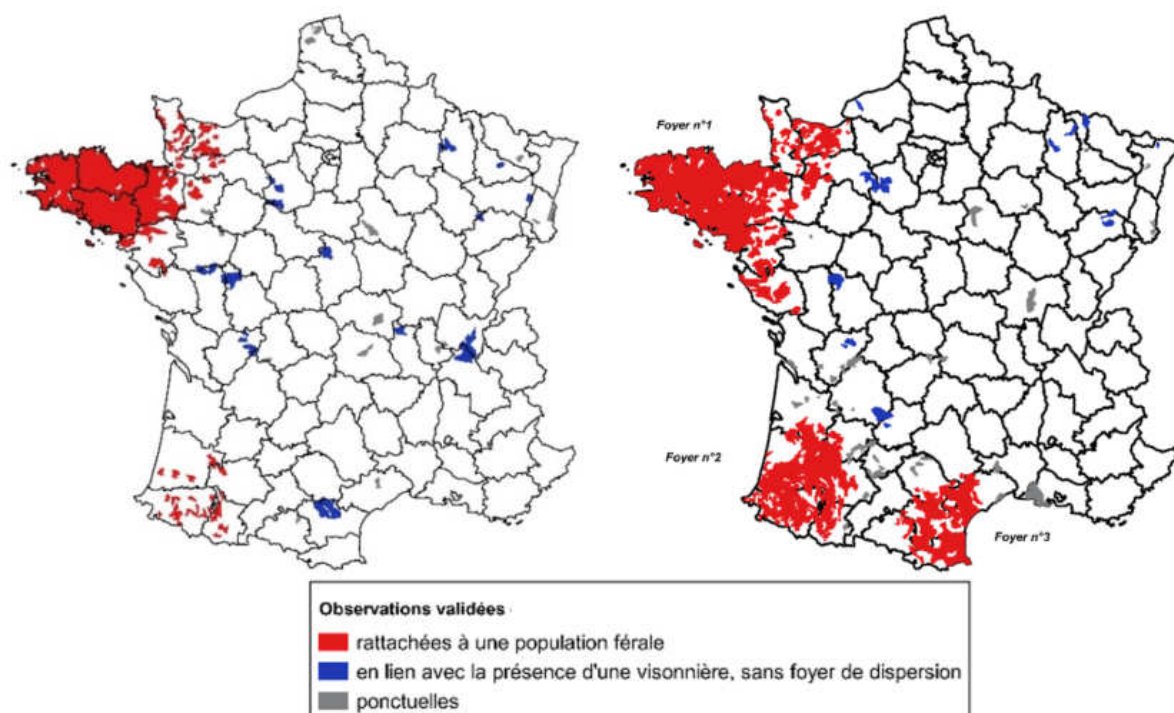 Foyer n°1
Foyer n°2
Foyer n°3
Observations validées
rattachées à une population férale
en lien avec la présence d'une visonnière, sans foyer de dispersion
ponctuelles